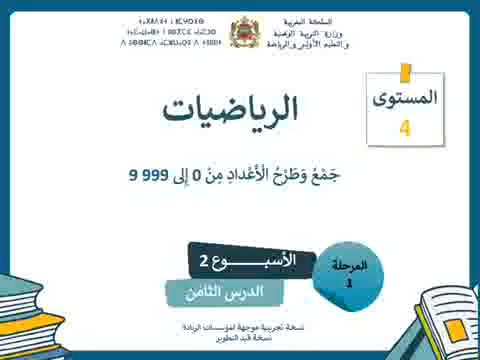 المملكة المغربية
وزارة التربية الوطنية
والتعليم الأولي والرياضة
المستوى
4
الرياضيات
جَمْعُ وَطَرْحُ الْأَعْدادِ مِنْ 0 إِلى 999 9
الأسبوع 2
المرحلة
1
الدرس الثامن
نسخة تجريبية موجهة لمؤسسات الريادة
نسخة قيد التطوير